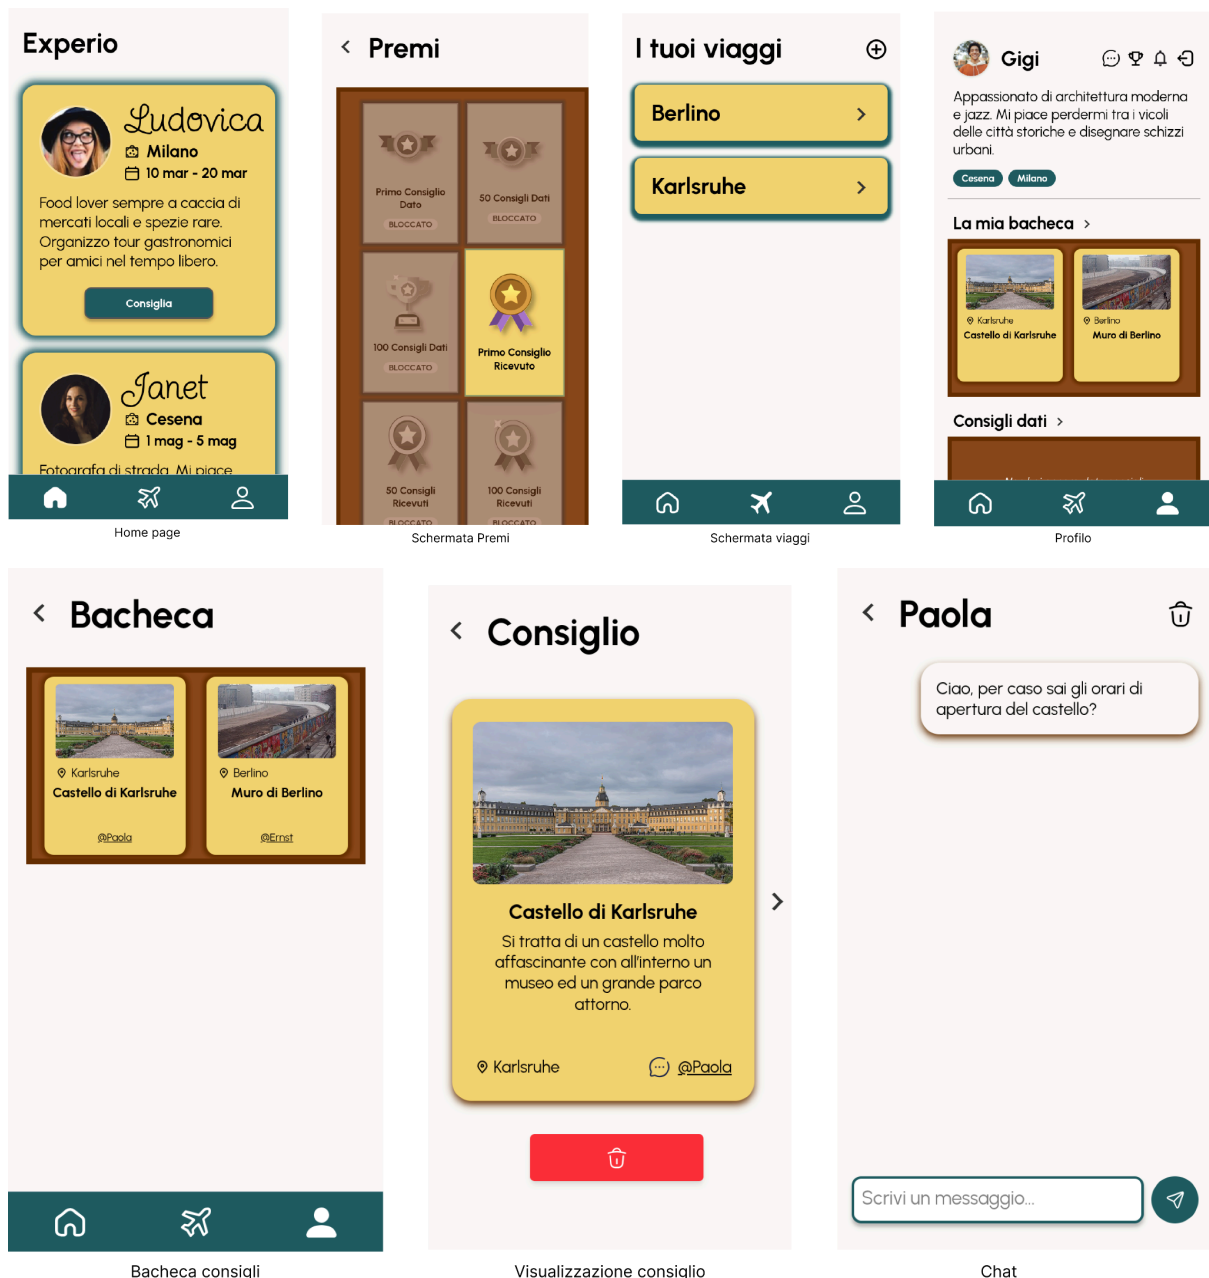 Experio
Ludovica
Milano
10 mar - 20 mar
Food lover sempre a caccia di
mercati locali e spezie rare.
Organizzo tour gastronomici
per amici nel tempo libero.
Consiglia
Janet
Cesena
1 mag - 5 mag
Fotografa di strada. Mi piace
Home page
Premi
Primo Consiglio
Dato
BLOCCATO
50 Consigli Dati
BLOCCATO
100 Consigli Dati
BLOCCATO
Primo Consiglio
Ricevuto
50 Consigli
Ricevuti
BLOCCATO
100 Consigli
Ricevuti
BLOCCATO
Schermata Premi
I tuoi viaggi
Berlino
Karlsruhe
Schermata viaggi
Gigi
Appassionato di architettura moderna
e jazz. Mi piace perdermi tra i vicoli
delle città storiche e disegnare schizzi
urbani.
Cesena
Milano
La mia bacheca
Karlsruhe
Castello di Karlsruhe
Berlino
Muro di Berlino
Consigli dati
Profilo
Bacheca
Karlsruhe
Castello di Karlsruhe
@Paola
Berlino
Muro di Berlino
@Ernst
Bacheca consigli
Consiglio
Castello di Karlsruhe
Si tratta di un castello molto
affascinante con all'interno un
museo ed un grande parco
attorno.
Karlsruhe
@Paola
Visualizzazione consiglio
Paola
Ciao, per caso sai gli orari di
apertura del castello?
Scrivi un messaggio...
Chat